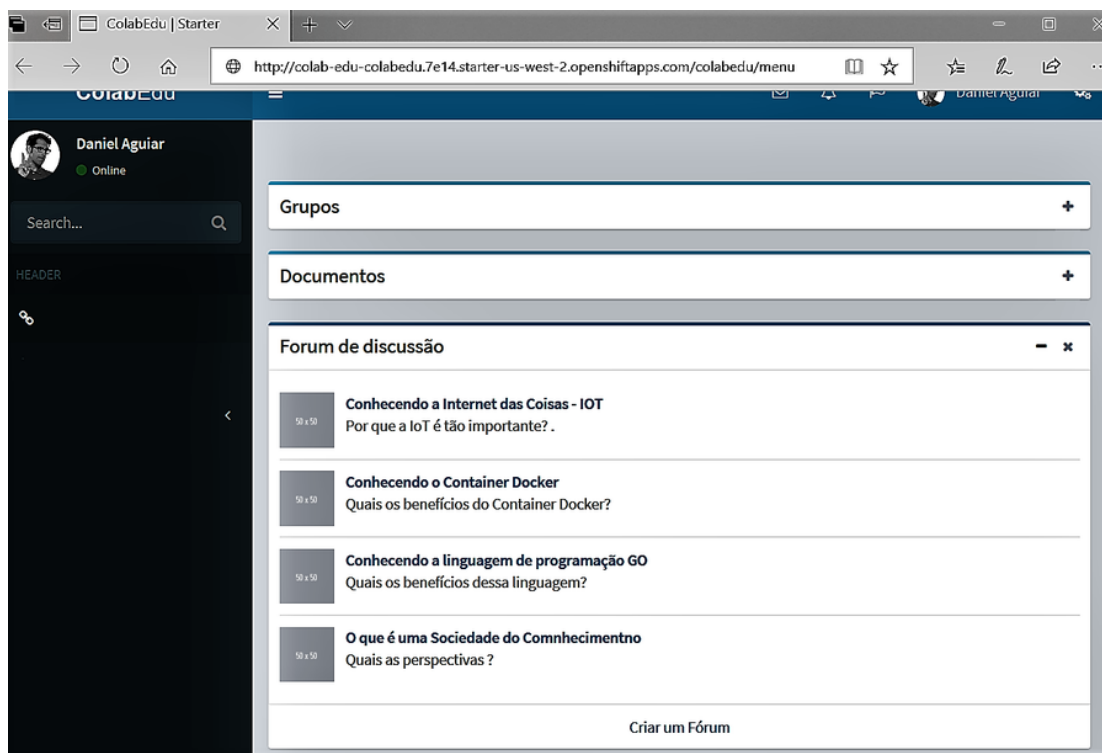 ColabEdu | Starter
http://colab-edu-colabedu.7e14.starter-us-west-2.openshiftapps.com/colabedu/menu
ColabEdu
Daniel Aguiar
Daniel Aguiar
Online
Search...
HEADER
Grupos
Documentos
Forum de discussão
50 x 50
Conhecendo a Internet das Coisas - IOT
Por que a IoT é tão importante? .
50 x 50
Conhecendo o Container Docker
Quais os benefícios do Container Docker?
50 x 50
Conhecendo a linguagem de programação GO
Quais os benefícios dessa linguagem?
50 x 50
O que é uma Sociedade do Comnhecimentno
Quais as perspectivas ?
Criar um Fórum